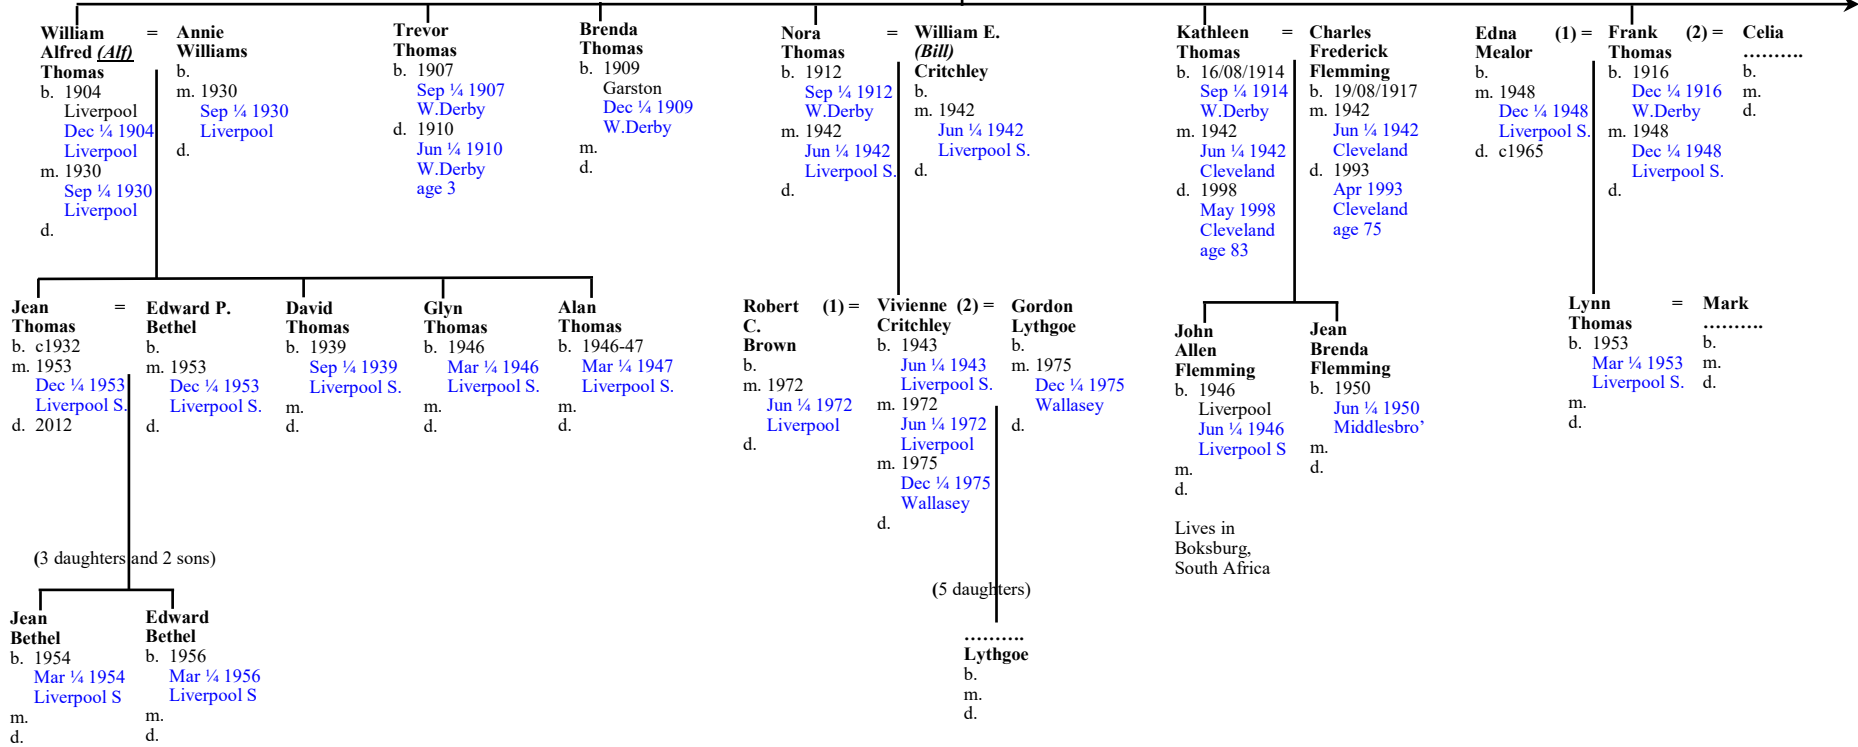 William =
Alfred (Alf)
Thomas
b. 1904
Liverpool
Dec ¼ 1904
Liverpool
m. 1930
Sep ¼ 1930
Liverpool
d.
Annie
Williams
b.
m. 1930
Sep ¼ 1930
Liverpool
d.
Trevor
Thomas
b. 1907
Sep ¼ 1907
W.Derby
d. 1910
Jun ¼ 1910
W.Derby
age 3
Brenda
Thomas
b. 1909
Garston
Dec ¼ 1909
W.Derby
m.
d.
Nora =
Thomas
b. 1912
Sep ¼ 1912
W.Derby
m. 1942
Jun ¼ 1942
Liverpool S.
d.
William E.
(Bill)
Critchley
b.
m. 1942
Jun ¼ 1942
Liverpool S.
d.
Kathleen =
Thomas
b. 16/08/1914
Sep ¼ 1914
W.Derby
m. 1942
Jun ¼ 1942
Cleveland
d. 1998
May 1998
Cleveland
age 83
Charles
Frederick
Flemming
b. 19/08/1917
m. 1942
Jun ¼ 1942
Cleveland
d. 1993
Apr 1993
Cleveland
age 75
Edna (1) =
Mealor
b.
m. 1948
Dec ¼ 1948
Liverpool S.
d. c1965
Frank (2) =
Thomas
b. 1916
Dec ¼ 1916
W.Derby
m. 1948
Dec ¼ 1948
Liverpool S.
d.
Celia
……….
b.
m.
d.
Jean =
Thomas
b. c1932
m. 1953
Dec ¼ 1953
Liverpool S.
d. 2012
Edward P.
Bethel
b.
m. 1953
Dec ¼ 1953
Liverpool S.
d.
David
Thomas
b. 1939
Sep ¼ 1939
Liverpool S.
m.
d.
Glyn
Thomas
b. 1946
Mar ¼ 1946
Liverpool S.
m.
d.
Alan
Thomas
b. 1946-47
Mar ¼ 1947
Liverpool S.
m.
d.
Robert (1) =
C.
Brown
b.
m. 1972
Jun ¼ 1972
Liverpool
d.
Vivienne (2) =
Critchley
b. 1943
Jun ¼ 1943
Liverpool S.
m. 1972
Jun ¼ 1972
Liverpool
m. 1975
Dec ¼ 1975
Wallasey
d.
Gordon
Lythgoe
b.
m. 1975
Dec ¼ 1975
Wallasey
d.
John
Allen
Flemming
b. 1946
Liverpool
Jun ¼ 1946
Liverpool S
m.
d.
Lives in
Boksburg,
South Africa
Jean
Brenda
Flemming
b. 1950
Jun ¼ 1950
Middlesbro’
m.
d.
Lynn =
Thomas
b. 1953
Mar ¼ 1953
Liverpool S.
m.
d.
Mark
……….
b.
m.
d.
(3 daughters and 2 sons)
(5 daughters)
Jean
Bethel
b. 1954
Mar ¼ 1954
Liverpool S
m.
d.
Edward
Bethel
b. 1956
Mar ¼ 1956
Liverpool S
m.
d.
……….
Lythgoe
b.
m.
d.